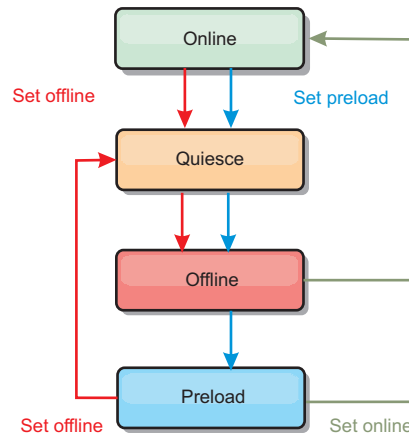 Online
Set offline
Set preload
Quiesce
Offline
Preload
Set offline
Set online